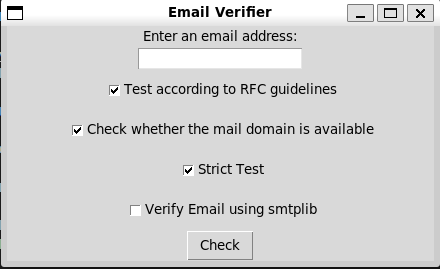 Email Verifier
Enter an email address:
Test according to RFC guidelines
Check whether the mail domain is available
Strict Test
Verify Email using smtplib
Check